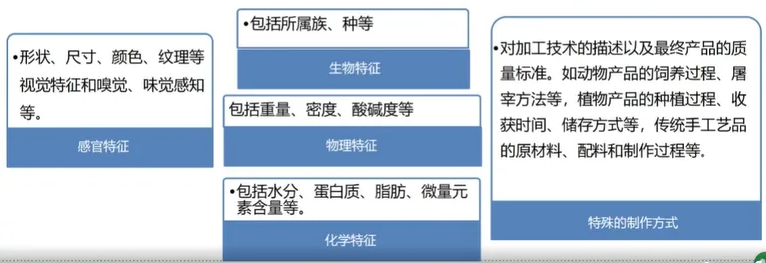 •形状、尺寸、颜色、纹理等
视觉特征和嗅觉、味觉感知
等。
感官特征
•包括所属族、种等
生物特征
包括重量、密度、酸碱度等
物理特征
•包括水分、蛋白质、脂肪、微量元
素含量等。
化学特征
•对加工技术的描述以及最终产品的质
量标准。如动物产品的饲养过程、屠
宰方法等，植物产品的种植过程、收
获时间、储存方式等，传统手工艺品
的原材料、配料和制作过程等。
特殊的制作方式